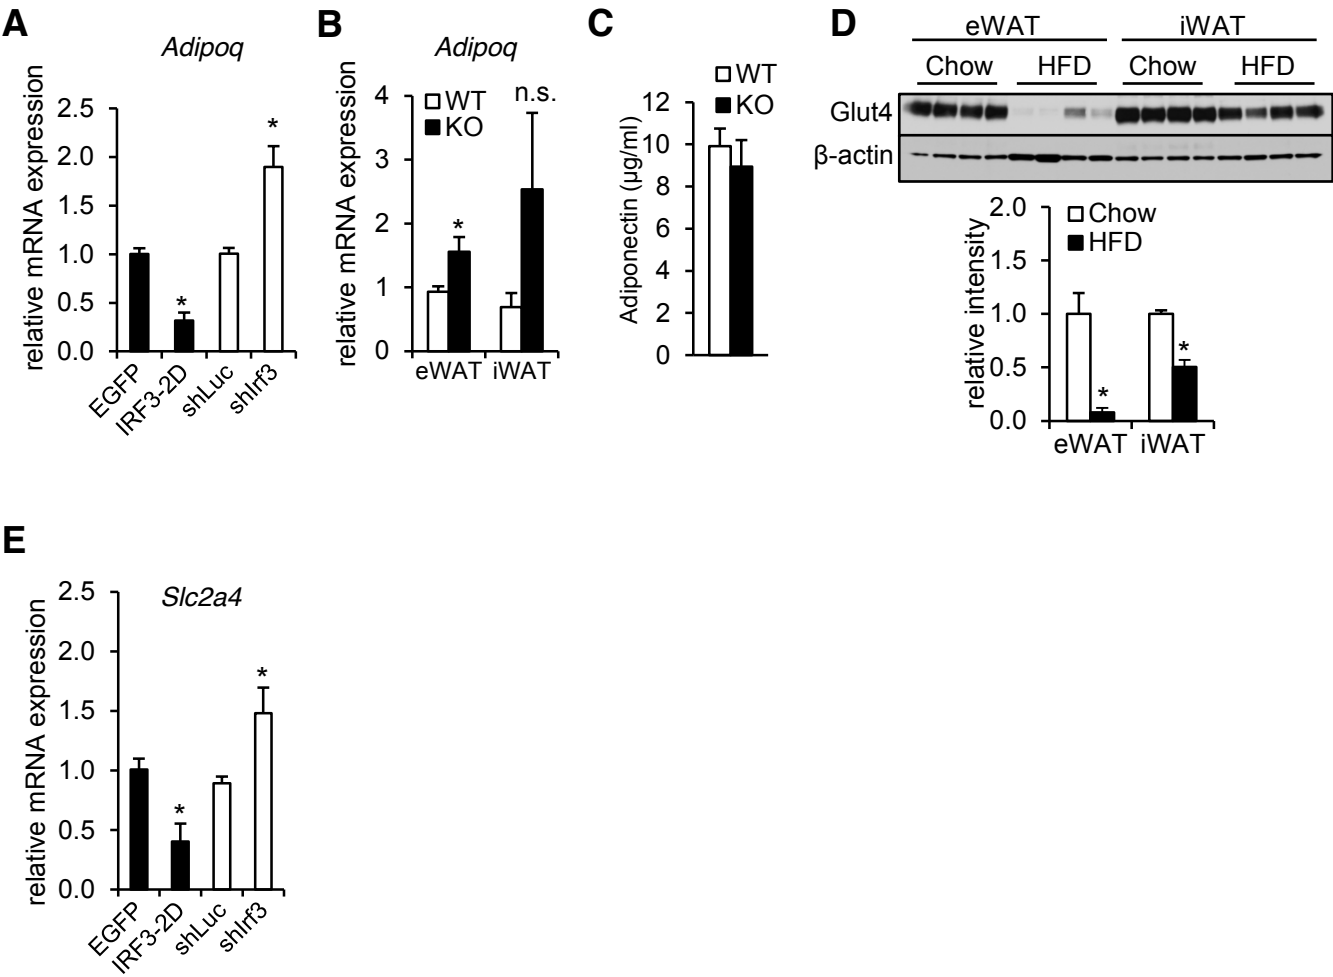 A
Adipoq
relative mRNA expression
2.5
2.0
1.5
1.0
0.5
0.0
*
*
EGFP
IRF3-2D
shLuc
shIrf3
B
Adipoq
relative mRNA expression
4
3
2
1
0
WT
KO
n.s.
*
eWAT iWAT
C
WT
KO
Adiponectin (µg/ml)
12
10
8
6
4
2
0
D
eWAT iWAT
Chow HFD Chow HFD
Glut4
β-actin
relative intensity
2.0
1.5
1.0
0.5
0.0
Chow
HFD
*
*
eWAT iWAT
E
Slc2a4
relative mRNA expression
2.5
2.0
1.5
1.0
0.5
0.0
*
*
EGFP
IRF3-2D
shLuc
shIrf3